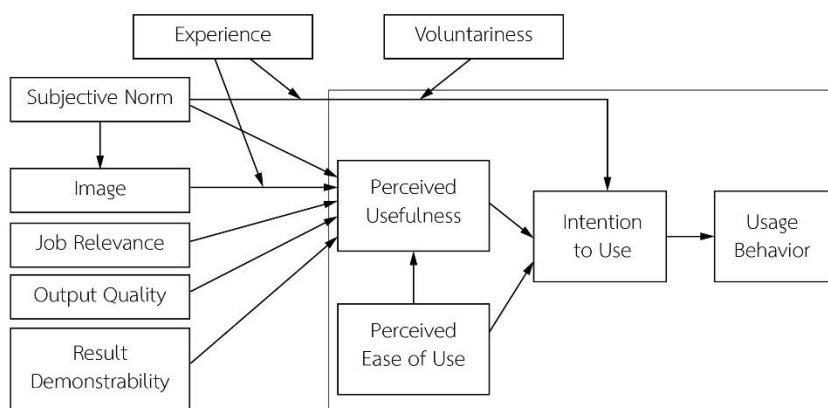 Experience
Voluntariness
Subjective Norm
Image
Job Relevance
Output Quality
Result
Demonstrability
Perceived
Usefulness
Perceived
Ease of Use
Intention
to Use
Usage
Behavior